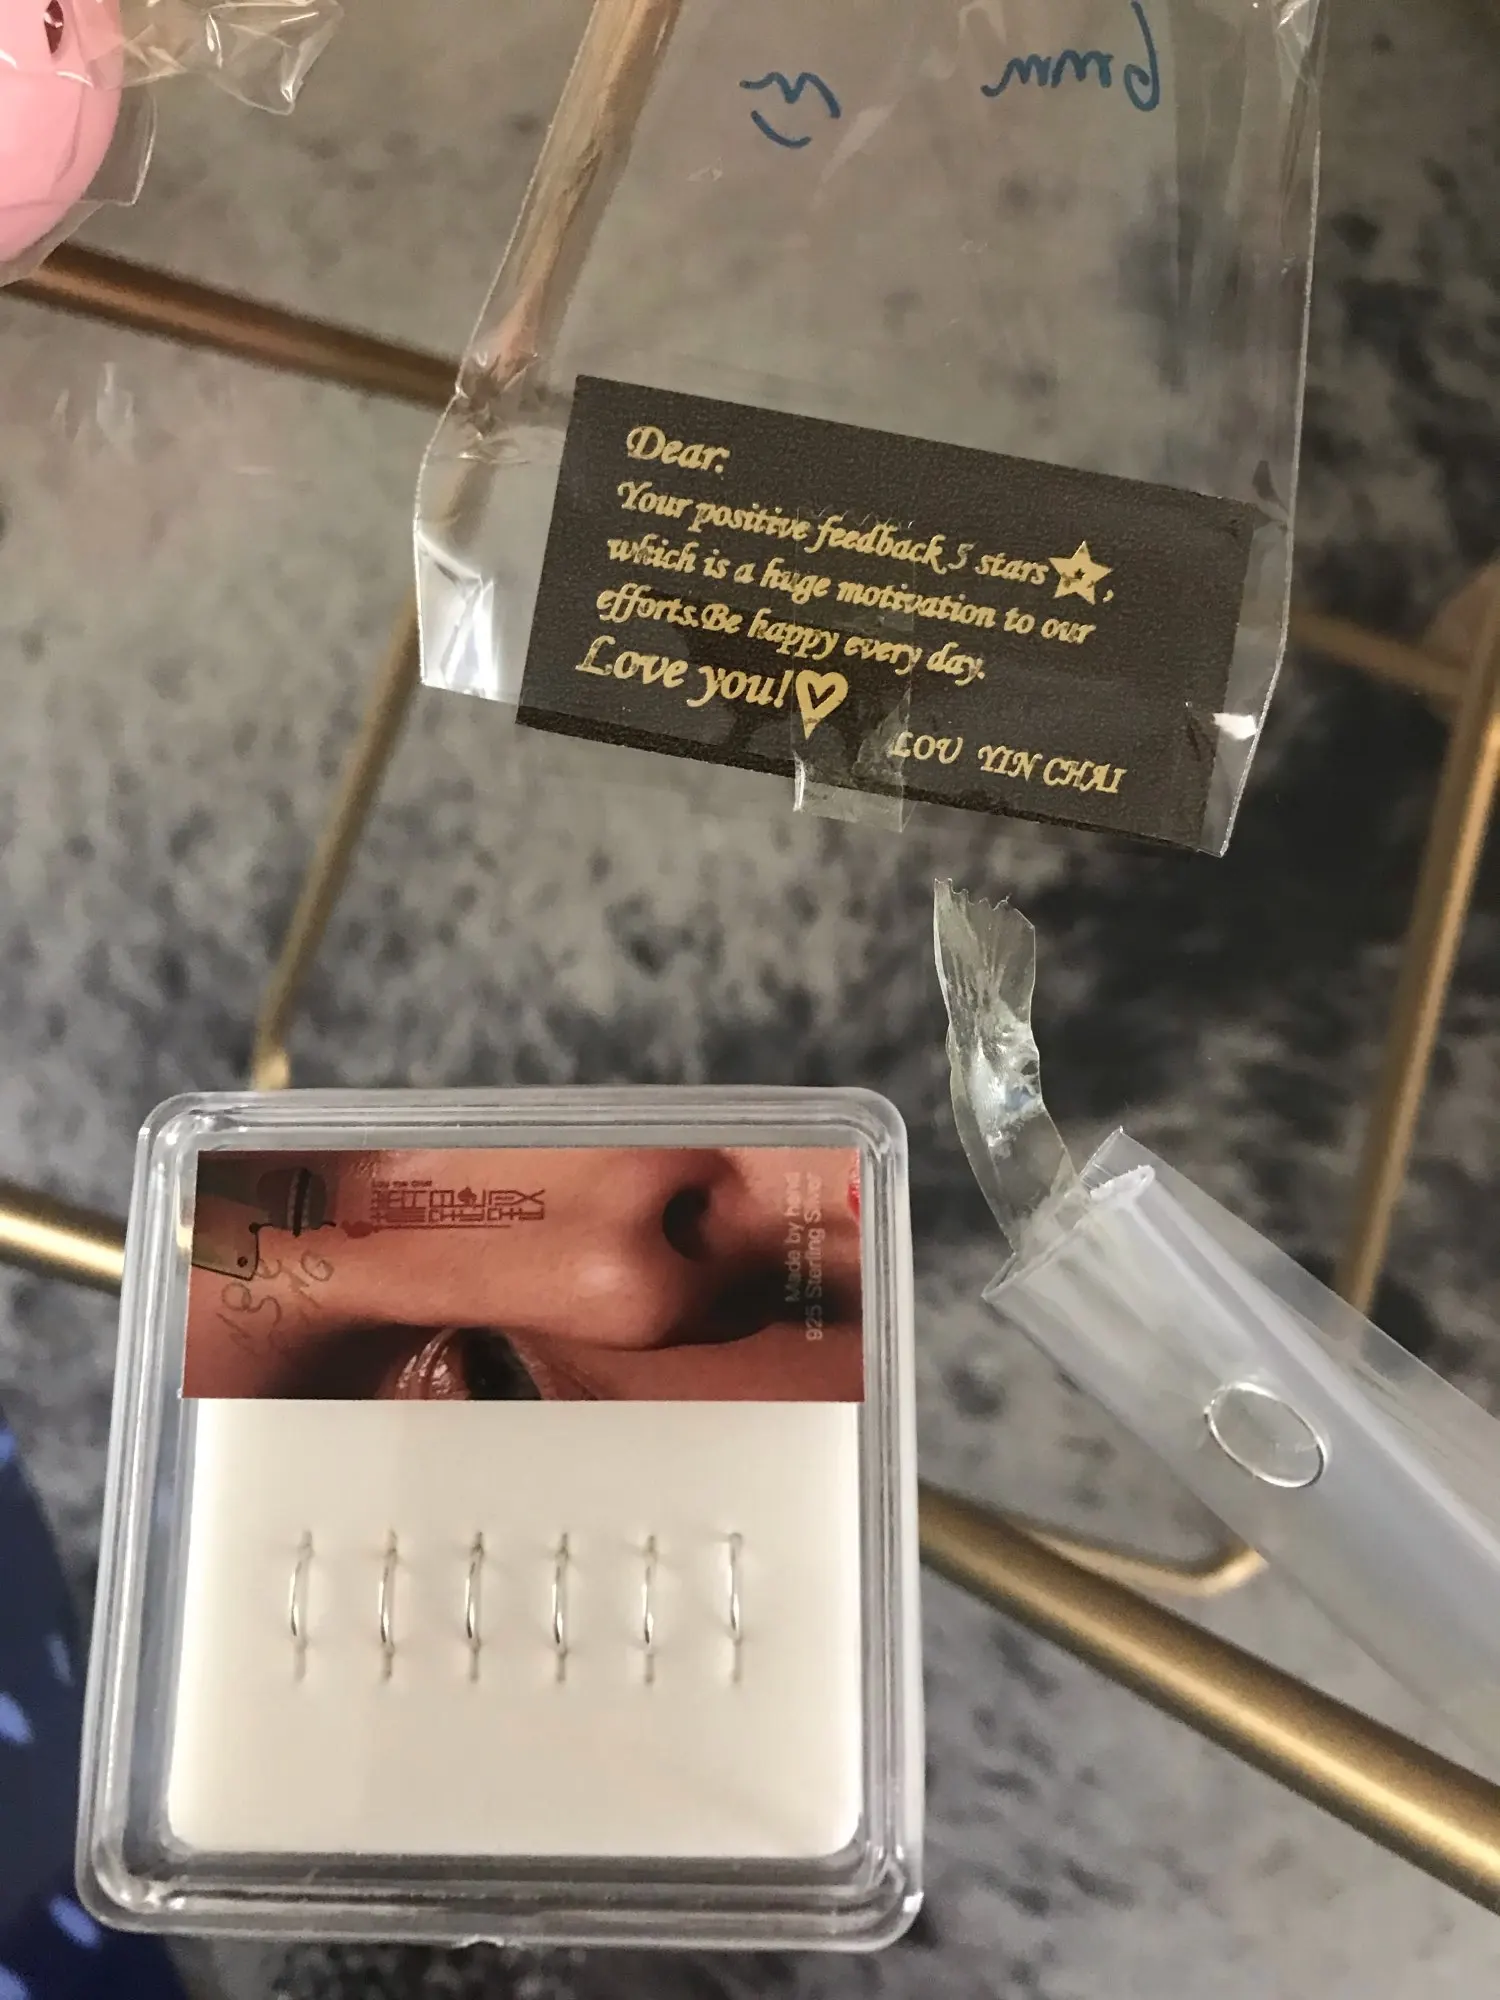 6mm
Dear:
Your positive feedback 5 stars,
which is a huge motivation to our
efforts.Be happy every day.
Love you!
LOU YIN CHAI
Made by hand
925 Sterling Silver